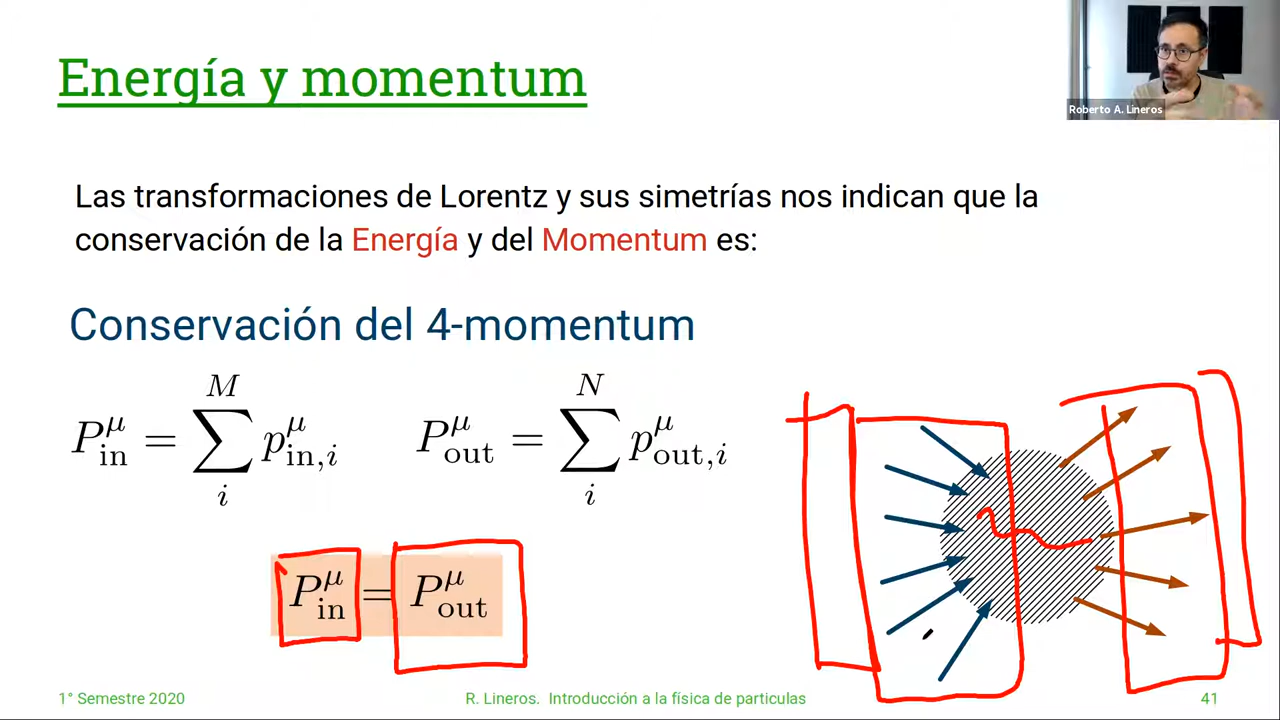 Energía y momentum
Roberto A. Lineros
Las transformaciones de Lorentz y sus simetrías nos indican que la
conservación de la Energía y del Momentum es:
Conservación del 4-momentum
P^μ_in = ∑_i^M p^μ_in,i    P^μ_out = ∑_i^N p^μ_out,i
P^μ_in = P^μ_out
1° Semestre 2020    R. Lineros. Introducción a la física de particulas    41